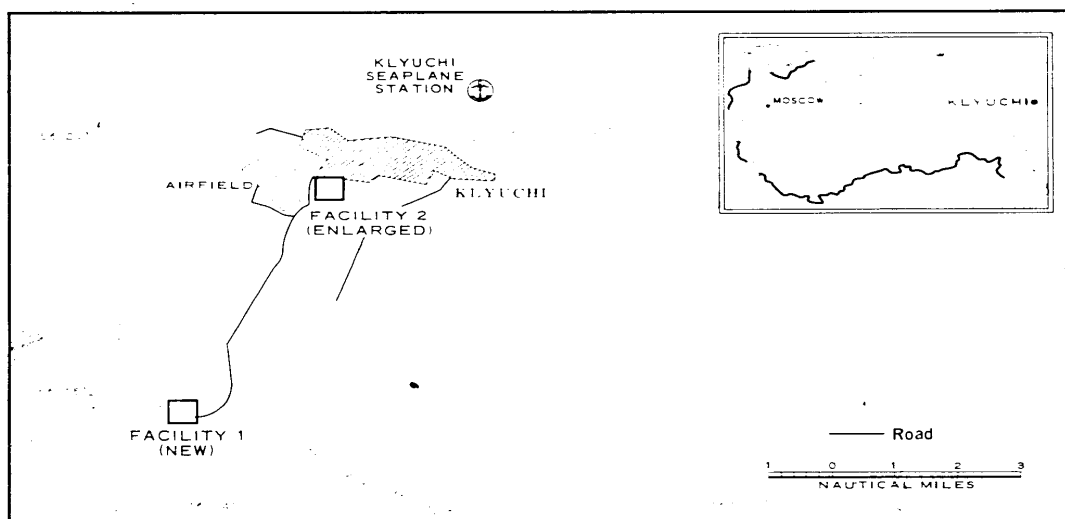 KLYUCHI
SEAPLANE
STATION
MOSCOW
KLYUCHI
AIRFIELD
KLYUCHI
FACILITY 2
(ENLARGED)
FACILITY 1
(NEW)
Road
1 0 1 2 3
NAUTICAL MILES